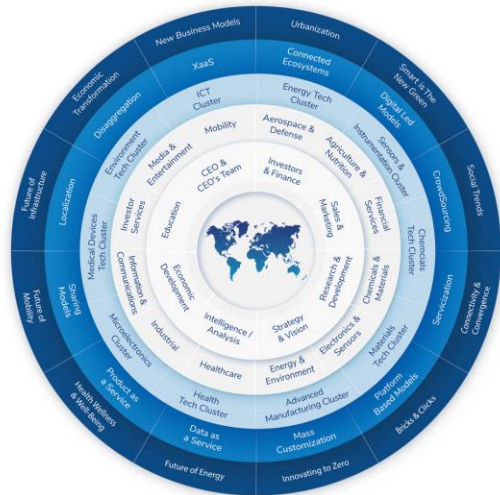 New Business Models
Urbanization
Smart is The
New Green
Social Trends
Connectivity &
Convergence
Bricks & Clicks
Innovating to Zero
Future of Energy
Health Wellness
& Well-Being
Future of
Mobility
Future of
Infrastructure
Economic
Transformation
XaaS
Connected
Ecosystems
Digital Led
Models
CrowdSourcing
Servicization
Platform
Based Models
Mass
Customization
Data as
a Service
Product as
a Service
Sharing
Models
Localization
Disaggregation
ICT
Cluster
Energy Tech
Cluster
Sensors &
Instrumentation Cluster
Chemcials
Tech Cluster
Materials
Tech Cluster
Advanced
Manufacturing Cluster
Health
Tech Cluster
Microelectronics
Cluster
Medical Devices
Tech Cluster
Environment
Tech Cluster
Mobility
Aerospace &
Defense
Agriculture &
Nutrition
Financial
Services
Chemicals &
Materials
Electronics &
Sensors
Energy &
Environment
Healthcare
Industrial
Information &
Communications
Investor
Services
Media &
Entertainment
CEO &
CEO's Team
Investors
& Finance
Sales &
Marketing
Research &
Development
Strategy
& Vision
Intelligence /
Analysis
Economic
Development
Education